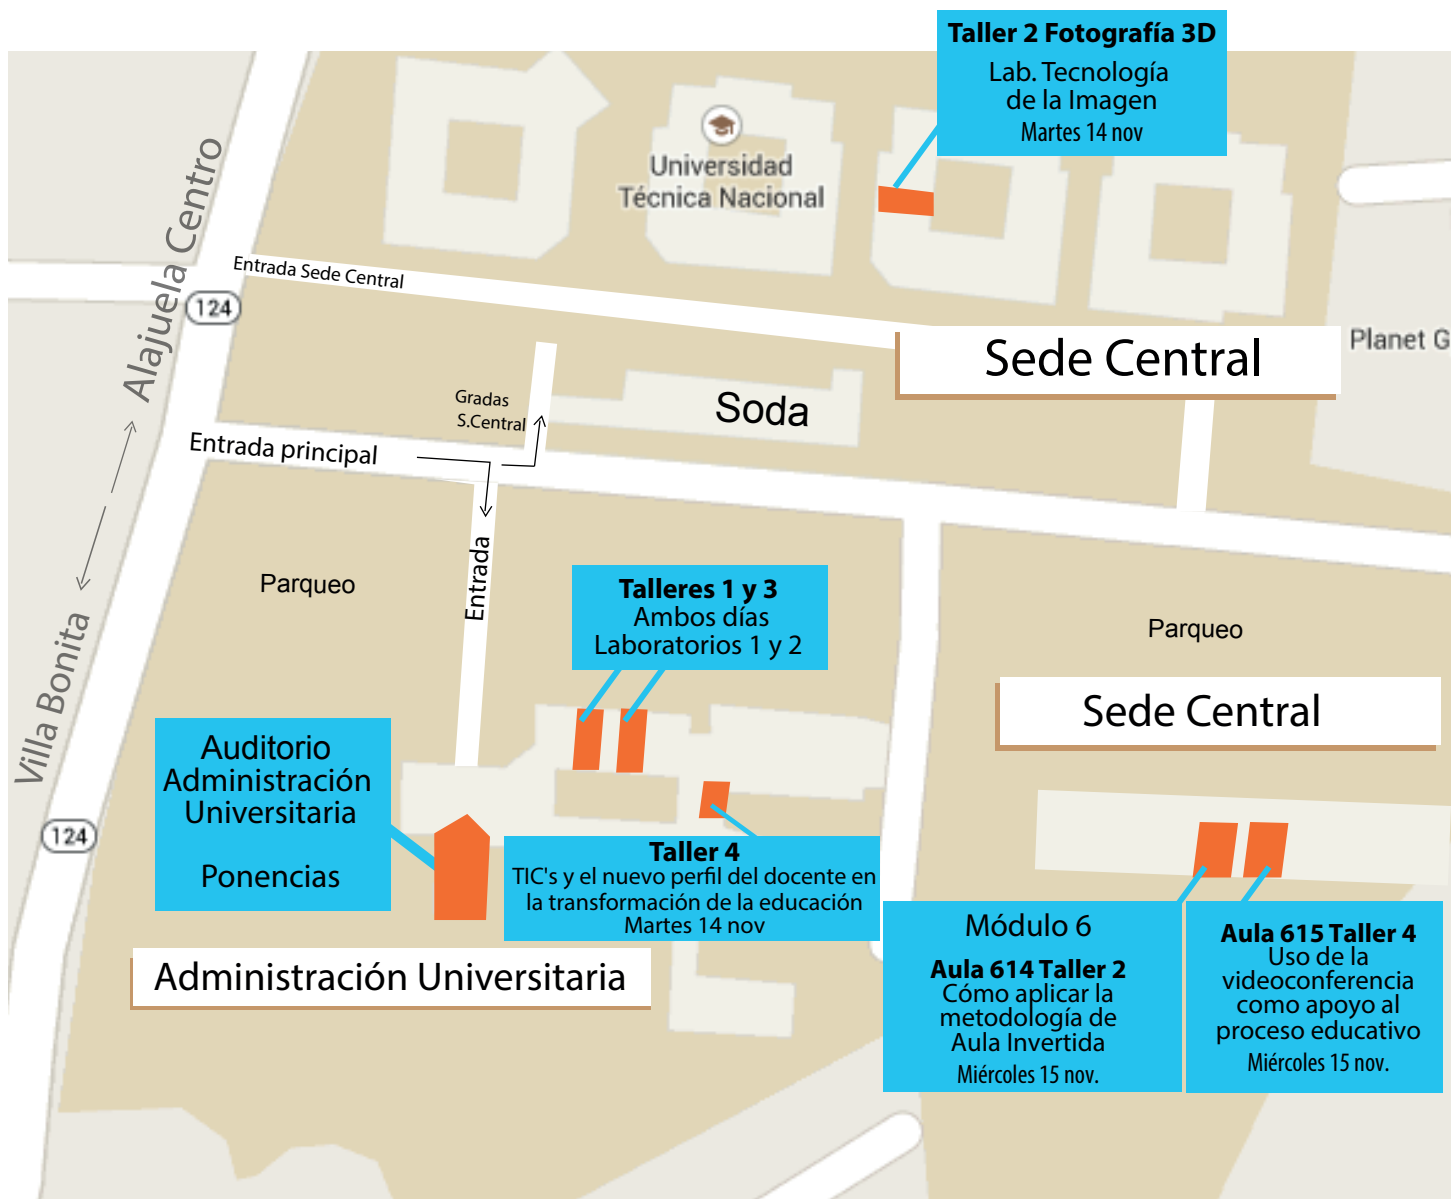 Taller 2 Fotografía 3D
Lab. Tecnología
de la Imagen
Martes 14 nov
Universidad
Técnica Nacional
Alajuela Centro
Entrada Sede Central
124
Sede Central
Planet G
Gradas
S.Central
Soda
Entrada principal
Entrada
Parqueo
Talleres 1 y 3
Ambos días
Laboratorios 1 y 2
Parqueo
Villa Bonita
Sede Central
Auditorio
Administración
Universitaria
Ponencias
124
Taller 4
TIC's y el nuevo perfil del docente en
la transformación de la educación
Martes 14 nov
Administración Universitaria
Módulo 6
Aula 614 Taller 2
Cómo aplicar la
metodología de
Aula Invertida
Miércoles 15 nov.
Aula 615 Taller 4
Uso de la
videoconferencia
como apoyo al
proceso educativo
Miércoles 15 nov.